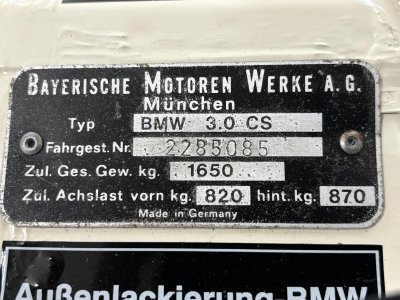 BAYERISCHE MOTOREN WERKE A.G.
München
Typ BMW 3.0 CS
Fahrgest. Nr. 2285085
Zul. Ges. Gew. kg. 1650
Zul. Achslast vorn kg. 820 hint. kg. 870
Made in Germany
Außenlackierung BMW